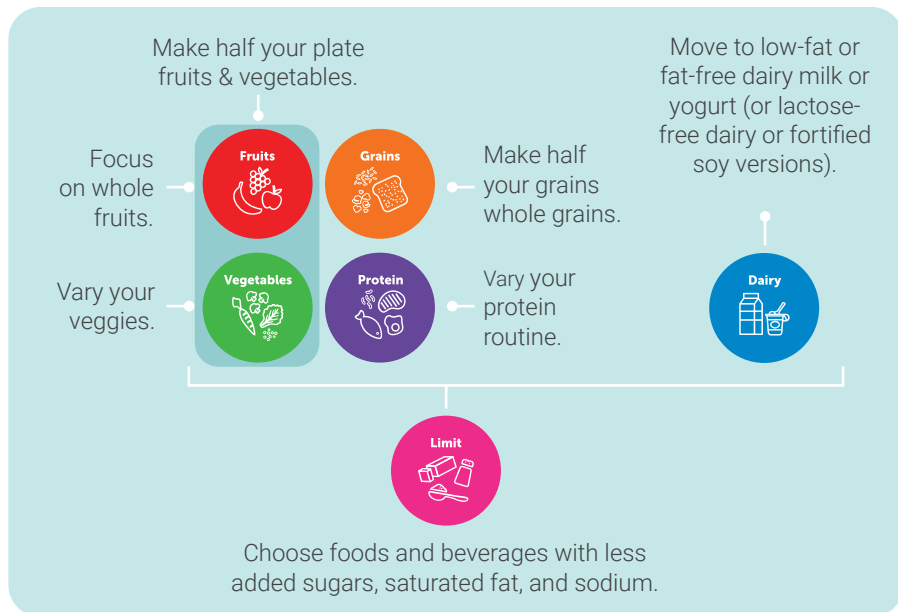 Make half your plate
fruits & vegetables.
Move to low-fat or
fat-free dairy milk or
yogurt (or lactose-
free dairy or fortified
soy versions).
Focus
on whole
fruits.
Fruits
Grains
Make half
your grains
whole grains.
Vary your
veggies.
Vegetables
Protein
Vary your
protein
routine.
Dairy
Limit
Choose foods and beverages with less
added sugars, saturated fat, and sodium.